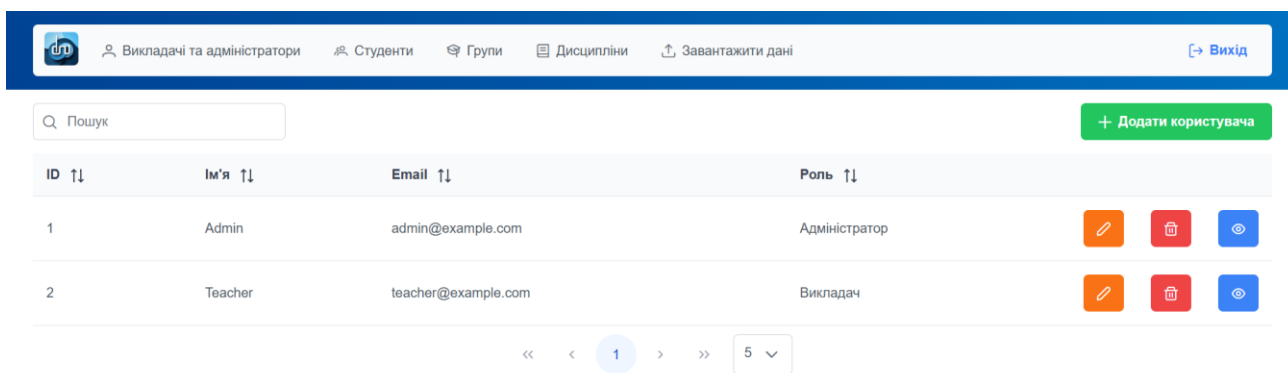 Викладачі та адміністратори Студенти Групи Дисципліни Завантажити дані Вихід
Пошук Додати користувача
ID Ім'я Email Роль
1 Admin admin@example.com Адміністратор
2 Teacher teacher@example.com Викладач
1 5